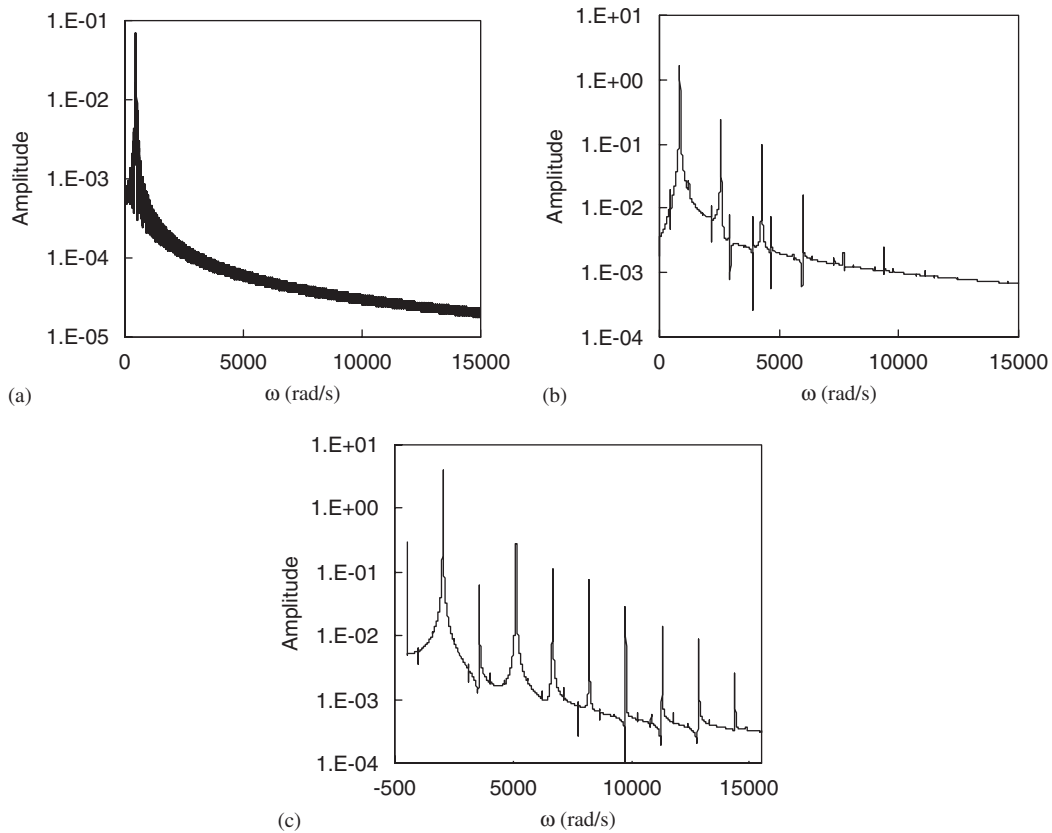 1.E-01
1.E-02
1.E-03
1.E-04
1.E-05
Amplitude
0 5000 10000 15000
ω (rad/s)
(a)
1.E+01
1.E+00
1.E-01
1.E-02
1.E-03
1.E-04
Amplitude
0 5000 10000 15000
ω (rad/s)
(b)
1.E+01
1.E+00
1.E-01
1.E-02
1.E-03
1.E-04
Amplitude
-500 5000 10000 15000
ω (rad/s)
(c)